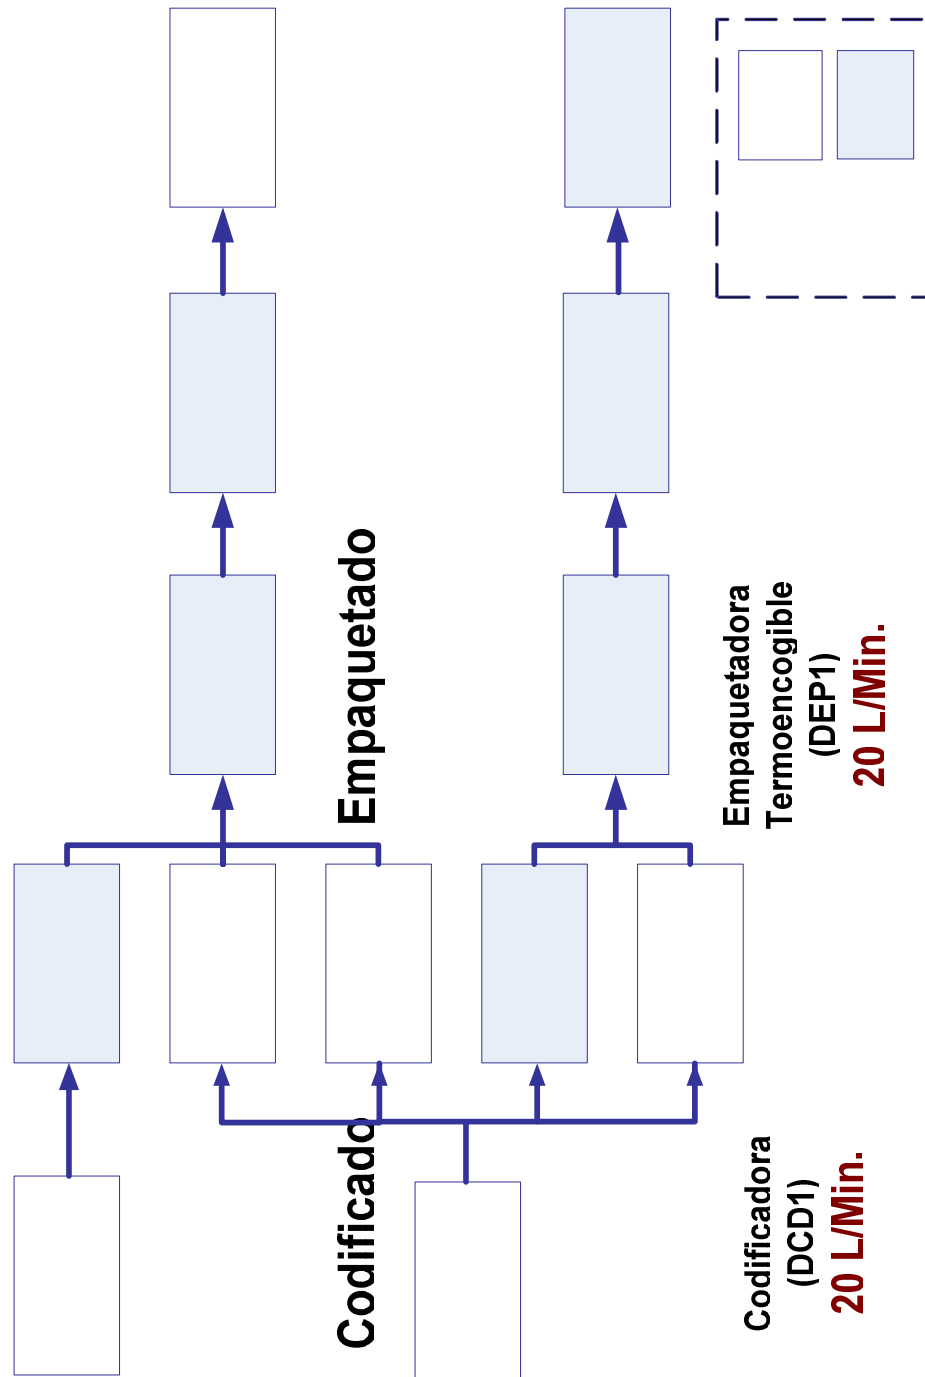 Empaquetado
Codificado
Empaquetadora
Termoencogible
(DEP1)
20 L/Min.
Codificadora
(DCD1)
20 L/Min.